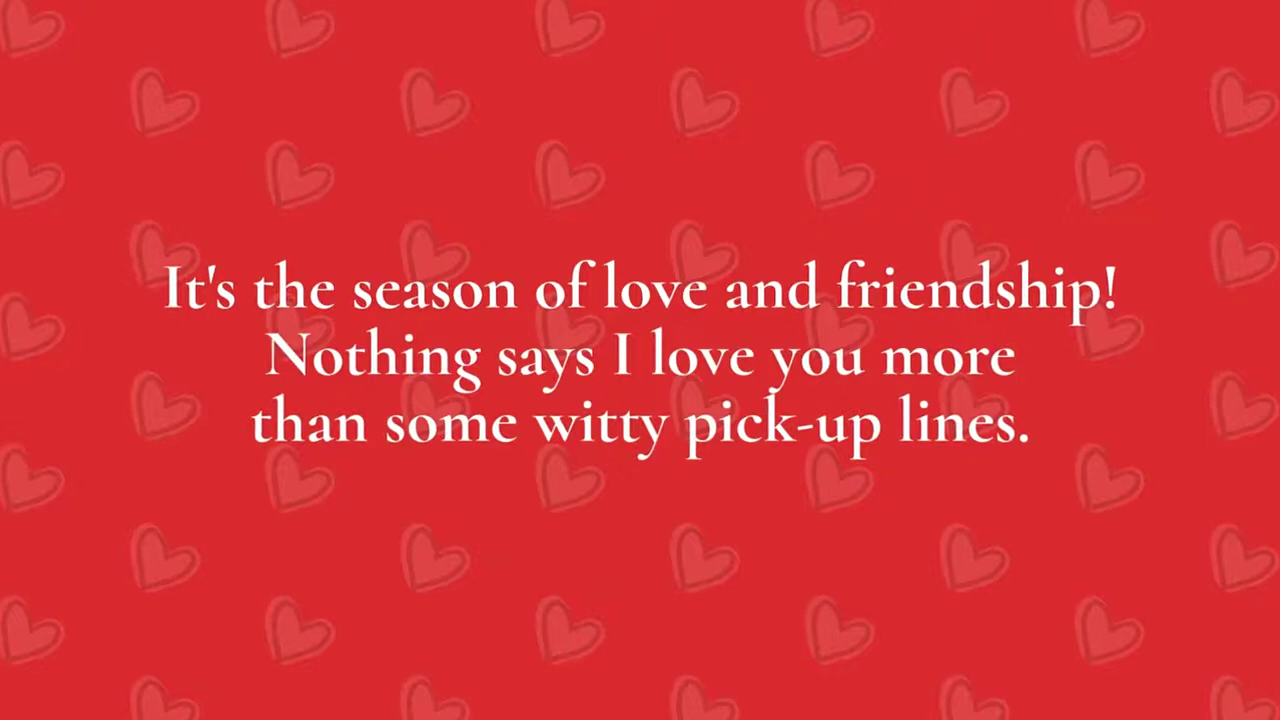 It's the season of love and friendship!
Nothing says I love you more
than some witty pick-up lines.